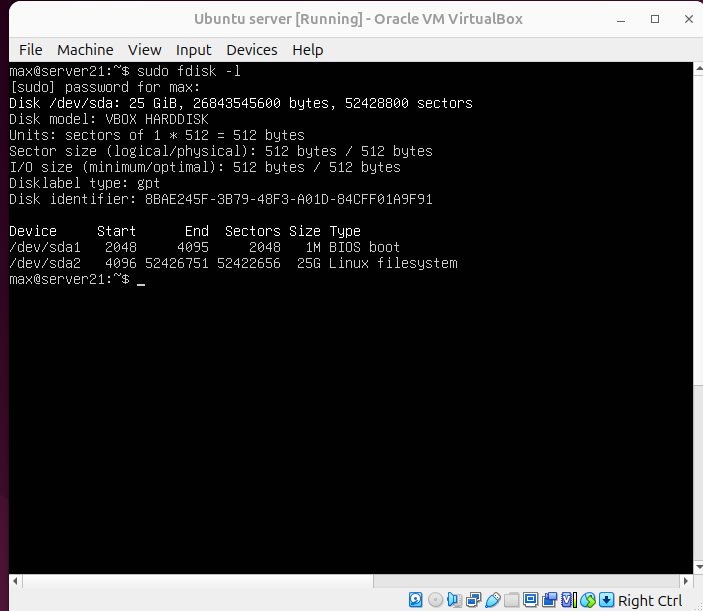 Ubuntu server [Running] - Oracle VM VirtualBox
File Machine View Input Devices Help
max@server21:~$ sudo fdisk -l
[sudo] password for max:
Disk /dev/sda: 25 GiB, 26843545600 bytes, 52428800 sectors
Disk model: VBOX HARDDISK
Units: sectors of 1 * 512 = 512 bytes
Sector size (logical/physical): 512 bytes / 512 bytes
I/O size (minimum/optimal): 512 bytes / 512 bytes
Disklabel type: gpt
Disk identifier: 8BAE245F-3B79-48F3-A01D-84CFF01A9F91
Device Start End Sectors Size Type
/dev/sda1 2048 4095 2048 1M BIOS boot
/dev/sda2 4096 52426751 52422656 25G Linux filesystem
max@server21:~$ _
Right Ctrl